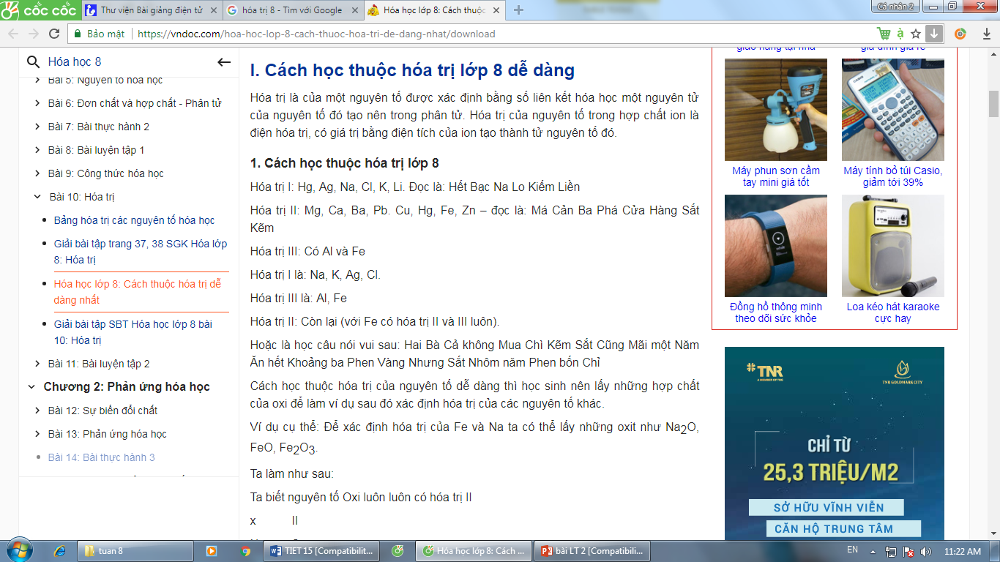 cốc cốc
Thư viện Bài giảng điện tử
hóa trị 8 - Tìm với Google
Hóa học lớp 8: Cách thuộc
Cá nhân 2
Bảo mật
https://vndoc.com/hoa-hoc-lop-8-cach-thuoc-hoa-tri-de-dang-nhat/download
Hóa học 8
Bài 5: Nguyên tố hóa học
Bài 6: Đơn chất và hợp chất - Phân tử
Bài 7: Bài thực hành 2
Bài 8: Bài luyện tập 1
Bài 9: Công thức hóa học
Bài 10: Hóa trị
Bảng hóa trị các nguyên tố hóa học
Giải bài tập trang 37, 38 SGK Hóa lớp
8: Hóa trị
Hóa học lớp 8: Cách thuộc hóa trị dễ
dàng nhất
Giải bài tập SBT Hóa học lớp 8 bài
10: Hóa trị
Bài 11: Bài luyện tập 2
Chương 2: Phản ứng hóa học
Bài 12: Sự biến đổi chất
Bài 13: Phản ứng hóa học
Bài 14: Bài thực hành 3
I. Cách học thuộc hóa trị lớp 8 dễ dàng
Hóa trị là của một nguyên tố được xác định bằng số liên kết hóa học một nguyên tử
của nguyên tố đó tạo nên trong phân tử. Hóa trị của nguyên tố trong hợp chất ion là
điện hóa trị, có giá trị bằng điện tích của ion tạo thành tử nguyên tố đó.
1. Cách học thuộc hóa trị lớp 8
Hóa trị I: Hg, Ag, Na, Cl, K, Li. Đọc là: Hết Bạc Na Lo Kiếm Liền
Hóa trị II: Mg, Ca, Ba, Pb. Cu, Hg, Fe, Zn – đọc là: Má Cản Ba Phá Cửa Hàng Sắt
Kẽm
Hóa trị III: Có Al và Fe
Hóa trị I là: Na, K, Ag, Cl.
Hóa trị III là: Al, Fe
Hóa trị II: Còn lại (với Fe có hóa trị II và III luôn).
Hoặc là học câu nói vui sau: Hai Bà Cả không Mua Chì Kẽm Sắt Cũng Mãi một Năm
Ăn hết Khoảng ba Phen Vàng Nhưng Sắt Nhôm năm Phen bốn Chỉ
Cách học thuộc hóa trị của nguyên tố dễ dàng thì học sinh nên lấy những hợp chất
của oxi để làm ví dụ sau đó xác định hóa trị của các nguyên tố khác.
Ví dụ cụ thể: Để xác định hóa trị của Fe và Na ta có thể lấy những oxit như Na2O,
FeO, Fe2O3.
Ta làm như sau:
Ta biết nguyên tố Oxi luôn luôn có hóa trị II
x II
giao hàng tại nhà
gia đình giá rẻ
Máy phun sơn cầm
tay mini giá tốt
Máy tính bỏ túi Casio,
giảm tới 39%
Đồng hồ thông minh
theo dõi sức khỏe
Loa kéo hát karaoke
cực hay
TNR
A MEMBER OF TNG
TNR GOLDMARK CITY
CHỈ TỪ
25,3 TRIỆU/M2
SỞ HỮU VĨNH VIỄN
CĂN HỘ TRUNG TÂM
tuan 8
TIET 15 [Compatibilit...
Hóa học lớp 8: Cách ...
bài LT 2 [Compatibili...
EN
11:22 AM